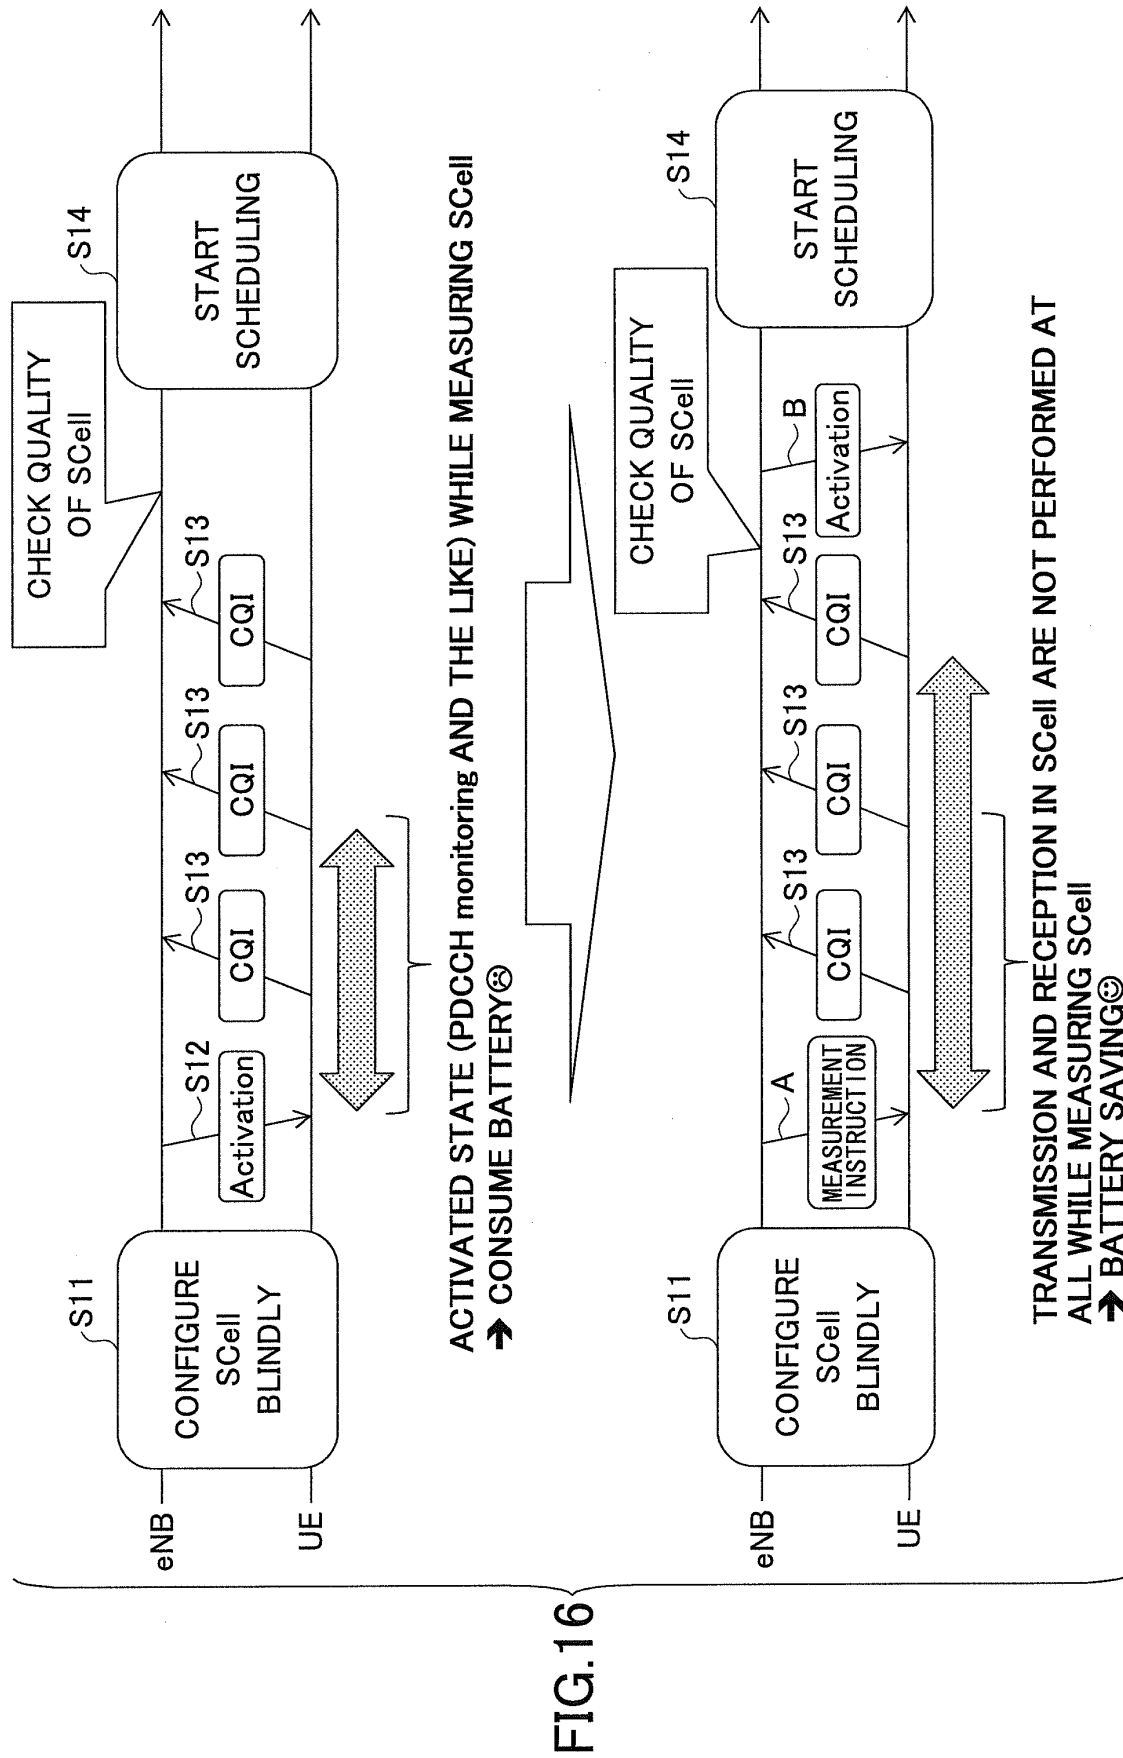 FIG.16
eNB
UE
S11
CONFIGURE
SCell
BLINDLY
S12
Activation
S13
CQI
S13
CQI
S13
CQI
CHECK QUALITY
OF SCell
S14
START
SCHEDULING
ACTIVATED STATE (PDCCH monitoring AND THE LIKE) WHILE MEASURING SCell
➔ CONSUME BATTERY☹
eNB
UE
S11
CONFIGURE
SCell
BLINDLY
A
MEASUREMENT
INSTRUCTION
S13
CQI
S13
CQI
S13
CQI
CHECK QUALITY
OF SCell
B
Activation
S14
START
SCHEDULING
TRANSMISSION AND RECEPTION IN SCell ARE NOT PERFORMED AT
ALL WHILE MEASURING SCell
➔ BATTERY SAVING☺